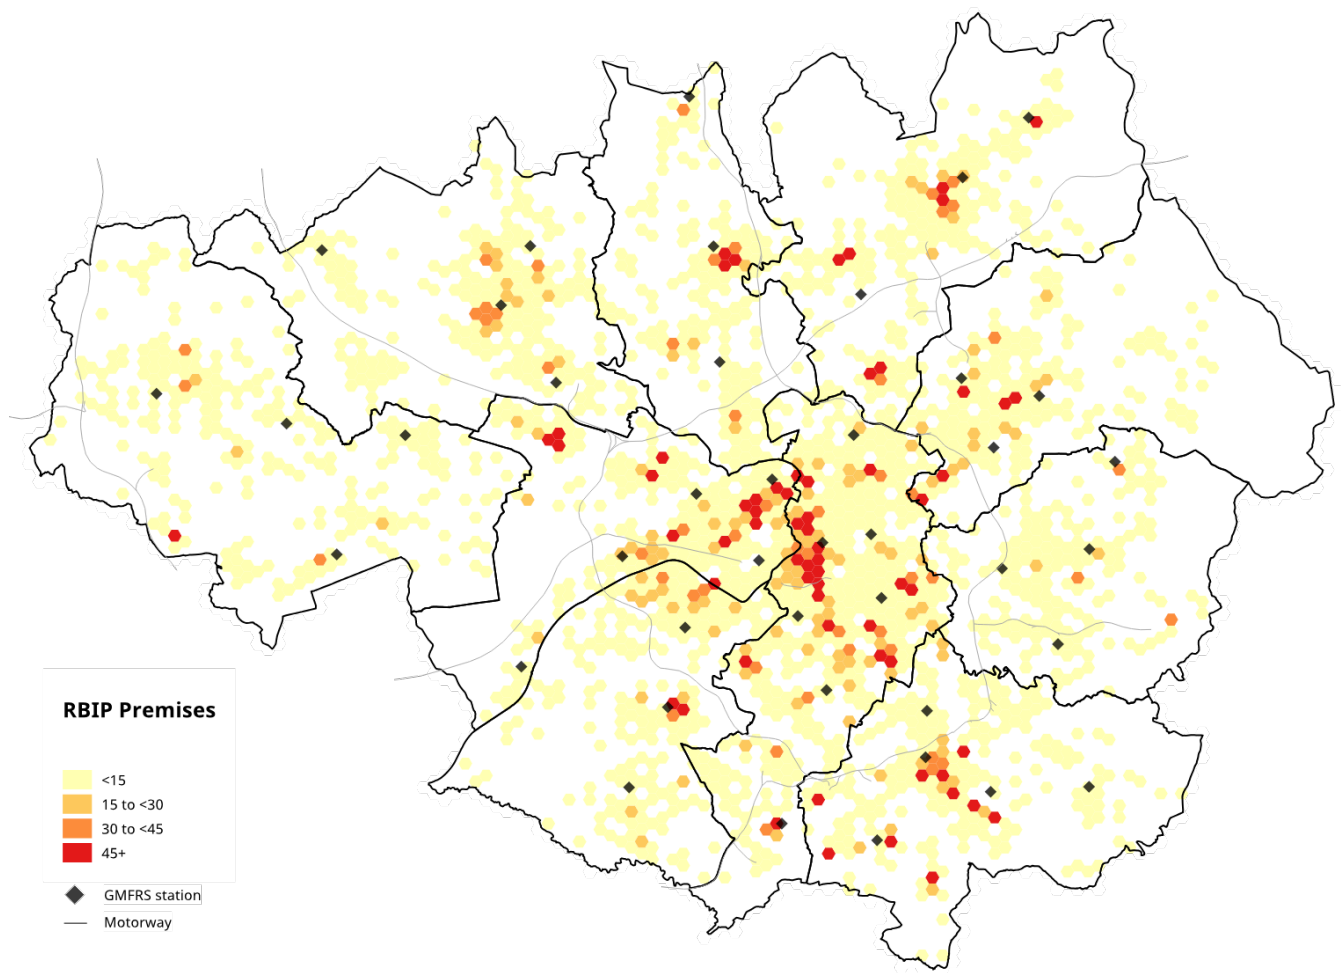 RBIP Premises
<15
15 to <30
30 to <45
45+
GMFRS station
Motorway